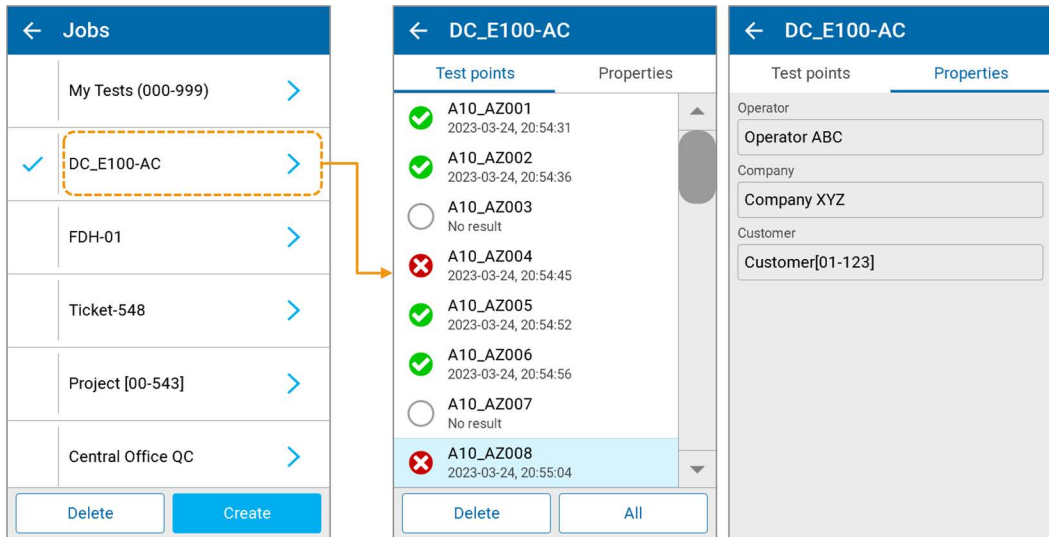 Jobs
My Tests (000-999)
DC_E100-AC
FDH-01
Ticket-548
Project [00-543]
Central Office QC
Delete
Create
DC_E100-AC
Test points
Properties
A10_AZ001
2023-03-24, 20:54:31
A10_AZ002
2023-03-24, 20:54:36
A10_AZ003
No result
A10_AZ004
2023-03-24, 20:54:45
A10_AZ005
2023-03-24, 20:54:52
A10_AZ006
2023-03-24, 20:54:56
A10_AZ007
No result
A10_AZ008
2023-03-24, 20:55:04
Delete
All
DC_E100-AC
Test points
Properties
Operator
Operator ABC
Company
Company XYZ
Customer
Customer[01-123]